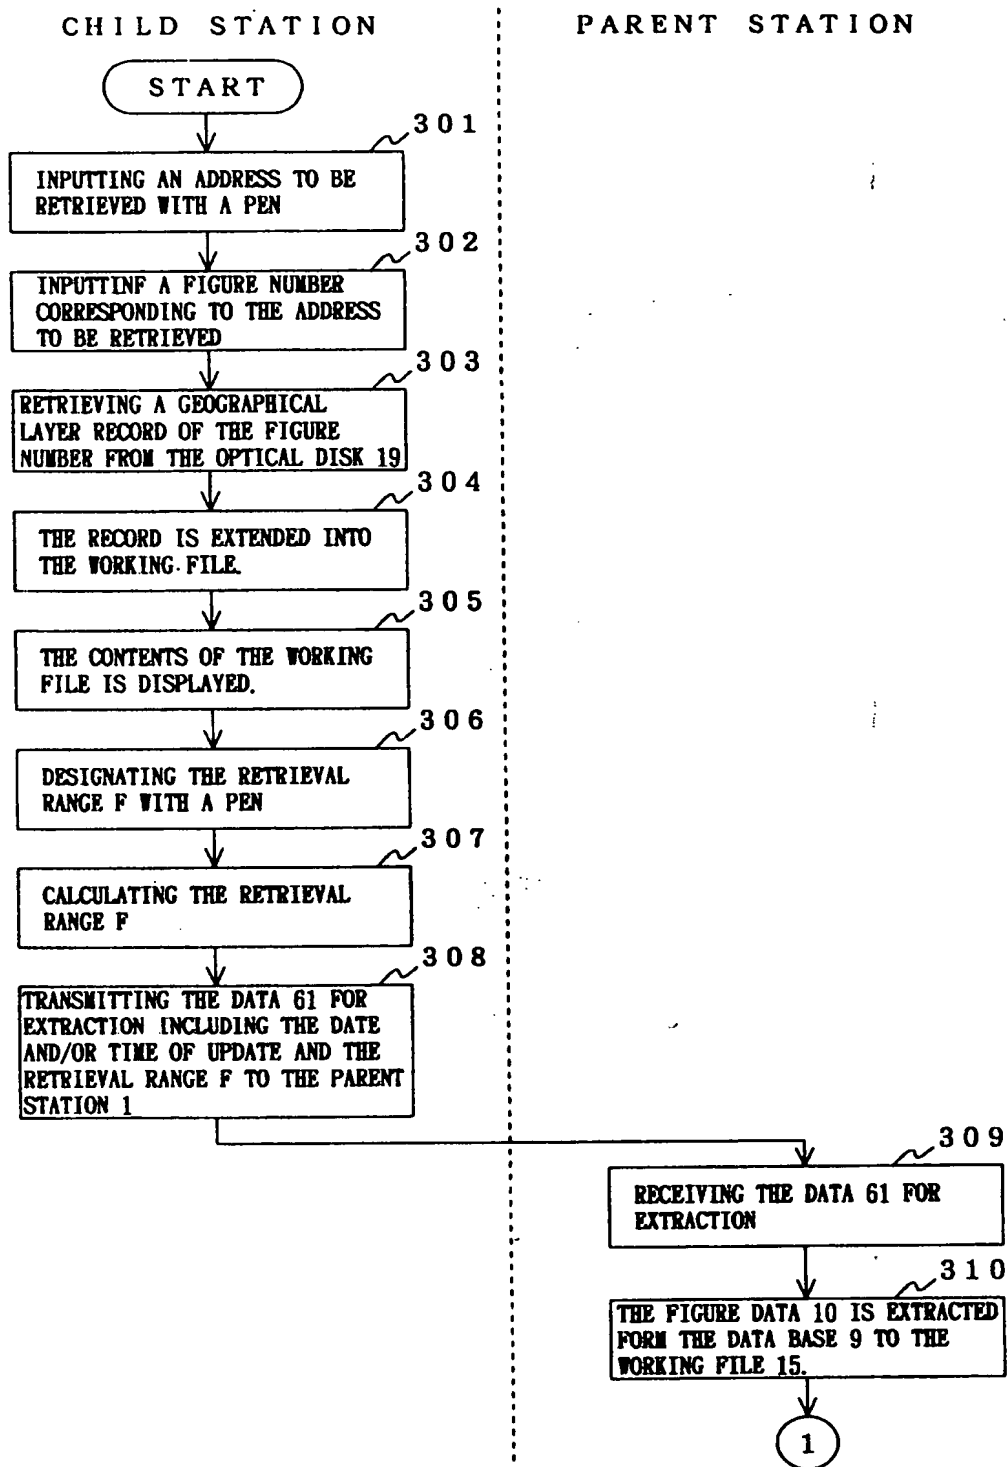 CHILD STATION
PARENT STATION
START
301
INPUTTING AN ADDRESS TO BE
RETRIEVED WITH A PEN
302
INPUTTINF A FIGURE NUMBER
CORRESPONDING TO THE ADDRESS
TO BE RETRIEVED
303
RETRIEVING A GEOGRAPHICAL
LAYER RECORD OF THE FIGURE
NUMBER FROM THE OPTICAL DISK 19
304
THE RECORD IS EXTENDED INTO
THE WORKING FILE.
305
THE CONTENTS OF THE WORKING
FILE IS DISPLAYED.
306
DESIGNATING THE RETRIEVAL
RANGE F WITH A PEN
307
CALCULATING THE RETRIEVAL
RANGE F
308
TRANSMITTING THE DATA 61 FOR
EXTRACTION INCLUDING THE DATE
AND/OR TIME OF UPDATE AND THE
RETRIEVAL RANGE F TO THE PARENT
STATION 1
309
RECEIVING THE DATA 61 FOR
EXTRACTION
310
THE FIGURE DATA 10 IS EXTRACTED
FORM THE DATA BASE 9 TO THE
WORKING FILE 15.
1